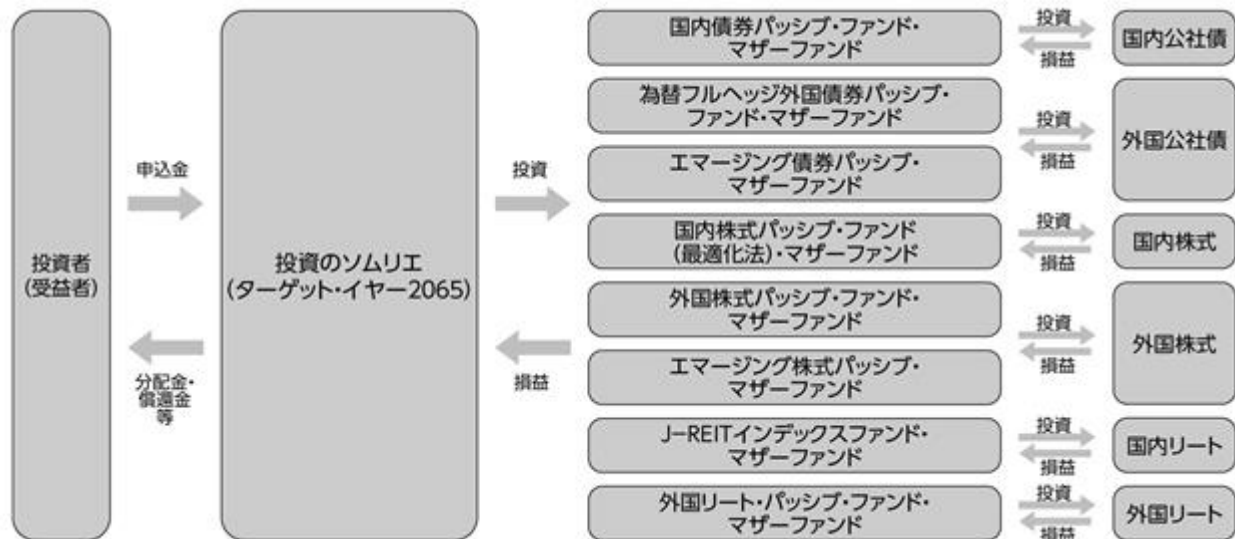 投資者
(受益者)
申込金
分配金・
償還金
等
投資のソムリエ
(ターゲット・イヤー2065)
投資
損益
国内債券パッシブ・ファンド・
マザーファンド
投資
損益
国内公社債
為替フルヘッジ外国債券パッシブ・
ファンド・マザーファンド
エマージング債券パッシブ・
マザーファンド
投資
損益
外国公社債
国内株式パッシブ・ファンド
(最適化法)・マザーファンド
投資
損益
国内株式
外国株式パッシブ・ファンド・
マザーファンド
エマージング株式パッシブ・
マザーファンド
投資
損益
外国株式
J-REITインデックスファンド・
マザーファンド
投資
損益
国内リート
外国リート・パッシブ・ファンド・
マザーファンド
投資
損益
外国リート